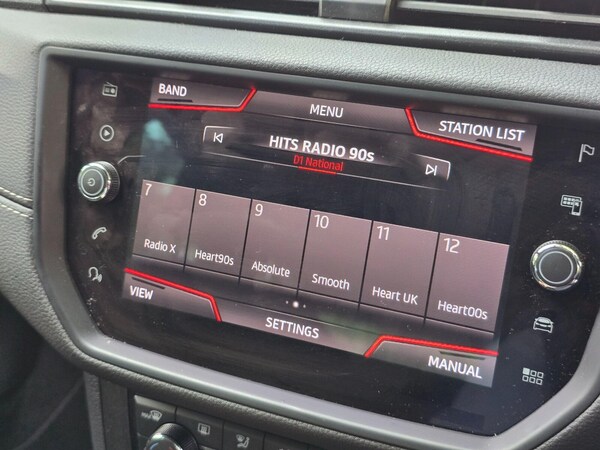 BAND
MENU
STATION LIST
HITS RADIO 90s
D1 National
7
Radio X
8
Heart90s
9
Absolute
10
Smooth
11
Heart UK
12
Heart00s
VIEW
SETTINGS
MANUAL